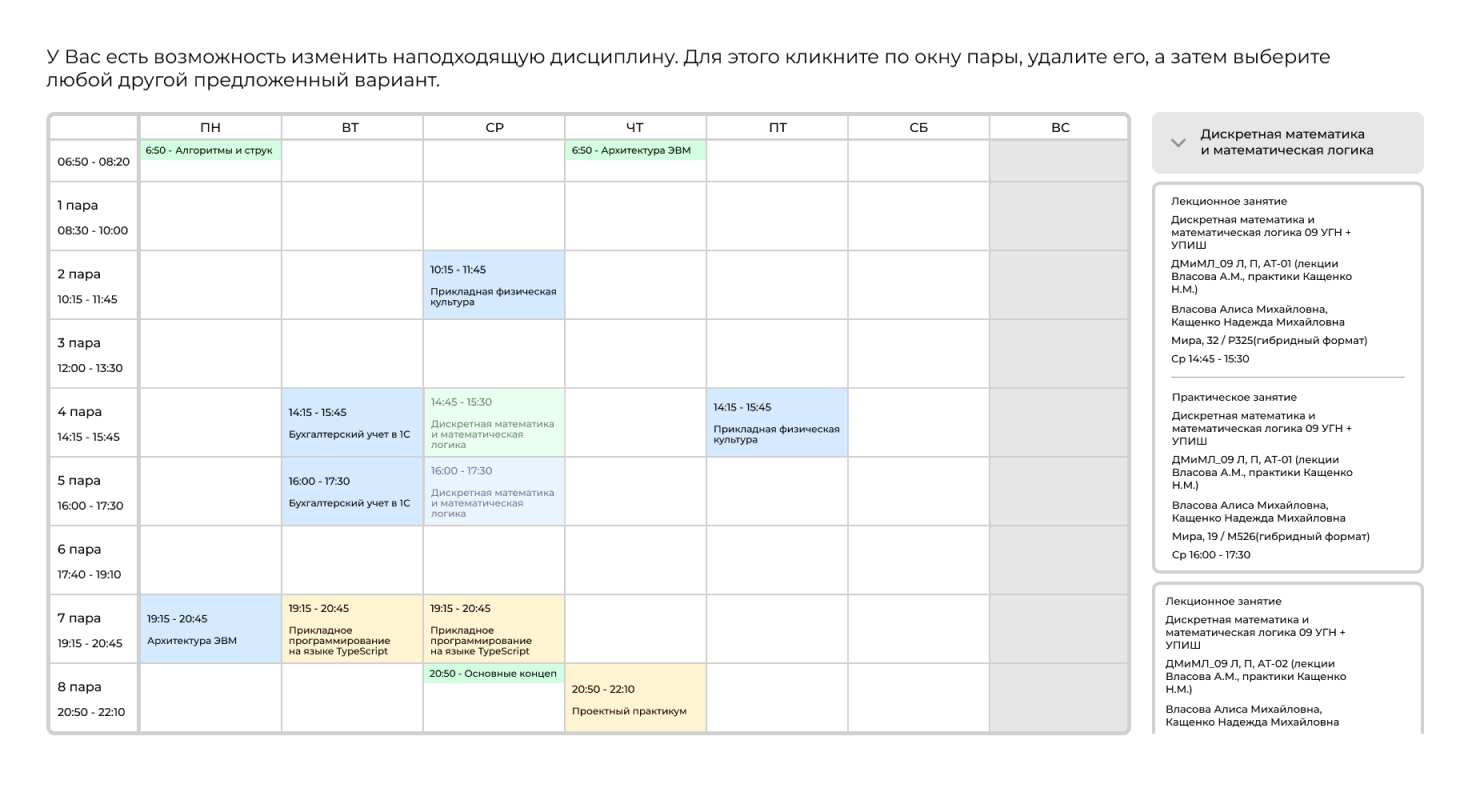 У Вас есть возможность изменить наподходящую дисциплину. Для этого кликните по окну пары, удалите его, а затем выберите
любой другой предложенный вариант.
ПН ВТ СР ЧТ ПТ СБ ВС
06:50 - 08:20
6:50 - Алгоритмы и струк
6:50 - Архитектура ЭВМ
1 пара
08:30 - 10:00
2 пара
10:15 - 11:45
10:15 - 11:45
Прикладная физическая
культура
3 пара
12:00 - 13:30
4 пара
14:15 - 15:45
14:15 - 15:45
Бухгалтерский учет в 1С
14:45 - 15:30
Дискретная математика
и математическая
логика
14:15 - 15:45
Прикладная физическая
культура
5 пара
16:00 - 17:30
16:00 - 17:30
Бухгалтерский учет в 1С
16:00 - 17:30
Дискретная математика
и математическая
логика
6 пара
17:40 - 19:10
7 пара
19:15 - 20:45
19:15 - 20:45
Архитектура ЭВМ
19:15 - 20:45
Прикладное
программирование
на языке TypeScript
19:15 - 20:45
Прикладное
программирование
на языке TypeScript
8 пара
20:50 - 22:10
20:50 - Основные концеп
20:50 - 22:10
Проектный практикум
Дискретная математика
и математическая логика
Лекционное занятие
Дискретная математика и
математическая логика 09 УГН +
УПИШ
ДМиМЛ_09 Л, П, АТ-01 (лекции
Власова А.М., практики Кащенко
Н.М.)
Власова Алиса Михайловна,
Кащенко Надежда Михайловна
Мира, 32 / Р325(гибридный формат)
Ср 14:45 - 15:30
Практическое занятие
Дискретная математика и
математическая логика 09 УГН +
УПИШ
ДМиМЛ_09 Л, П, АТ-01 (лекции
Власова А.М., практики Кащенко
Н.М.)
Власова Алиса Михайловна,
Кащенко Надежда Михайловна
Мира, 19 / М526(гибридный формат)
Ср 16:00 - 17:30
Лекционное занятие
Дискретная математика и
математическая логика 09 УГН +
УПИШ
ДМиМЛ_09 Л, П, АТ-02 (лекции
Власова А.М., практики Кащенко
Н.М.)
Власова Алиса Михайловна,
Кащенко Надежда Михайловна